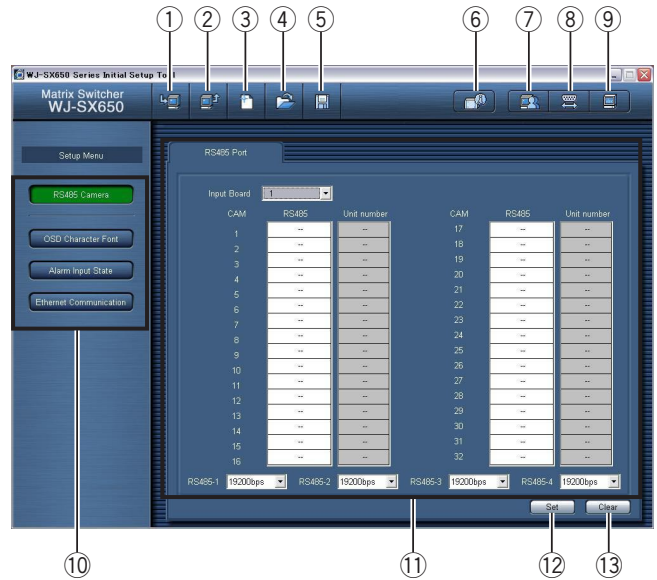 ① ② ③ ④ ⑤ ⑥ ⑦ ⑧ ⑨
WJ-SX650 Series Initial Setup Tool
Matrix Switcher
WJ-SX650
Setup Menu
RS485 Camera
OSD Character Font
Alarm Input State
Ethernet Communication
RS485 Port
Input Board 1
CAM RS485 Unit number CAM RS485 Unit number
1 -- -- 17 -- --
2 -- -- 18 -- --
3 -- -- 19 -- --
4 -- -- 20 -- --
5 -- -- 21 -- --
6 -- -- 22 -- --
7 -- -- 23 -- --
8 -- -- 24 -- --
9 -- -- 25 -- --
10 -- -- 26 -- --
11 -- -- 27 -- --
12 -- -- 28 -- --
13 -- -- 29 -- --
14 -- -- 30 -- --
15 -- -- 31 -- --
16 -- -- 32 -- --
RS485-1 19200bps RS485-2 19200bps RS485-3 19200bps RS485-4 19200bps
Set Clear
⑩ ⑪ ⑫ ⑬